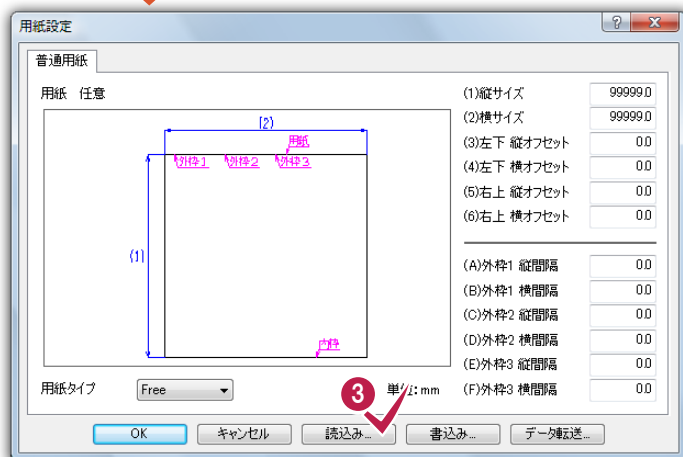 用紙設定
普通用紙
用紙 任意
(2)
用紙
外枠1 外枠2 外枠3
(1)
内枠
用紙タイプ Free
単位: mm
(1)縦サイズ 99999.0
(2)横サイズ 99999.0
(3)左下 縦オフセット 0.0
(4)左下 横オフセット 0.0
(5)右上 縦オフセット 0.0
(6)右上 横オフセット 0.0
(A)外枠1 縦間隔 0.0
(B)外枠1 横間隔 0.0
(C)外枠2 縦間隔 0.0
(D)外枠2 横間隔 0.0
(E)外枠3 縦間隔 0.0
(F)外枠3 横間隔 0.0
3
OK キャンセル 読込み... 書込み... データ転送...